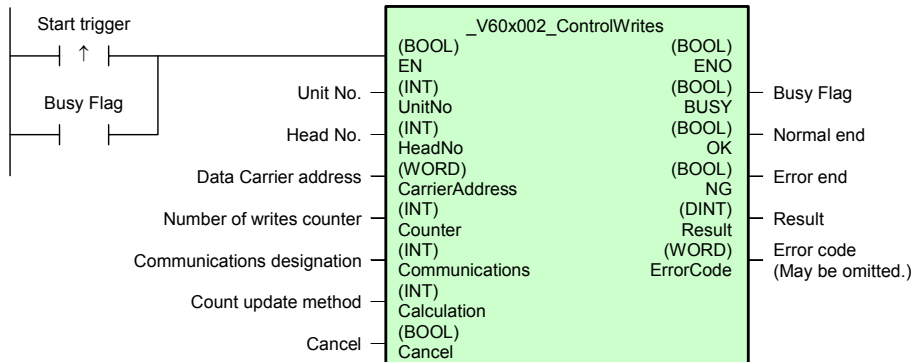 Start trigger
↑
Busy Flag
_V60x002_ControlWrites
(BOOL) (BOOL)
EN ENO
Unit No. (INT) (BOOL) Busy Flag
UnitNo BUSY
Head No. (INT) (BOOL) Normal end
HeadNo OK
Data Carrier address (WORD) (BOOL) Error end
CarrierAddress NG
Number of writes counter (INT) (DINT) Result
Counter Result
Communications designation (INT) (WORD) Error code
Communications ErrorCode (May be omitted.)
Count update method (INT)
Calculation
Cancel (BOOL)
Cancel